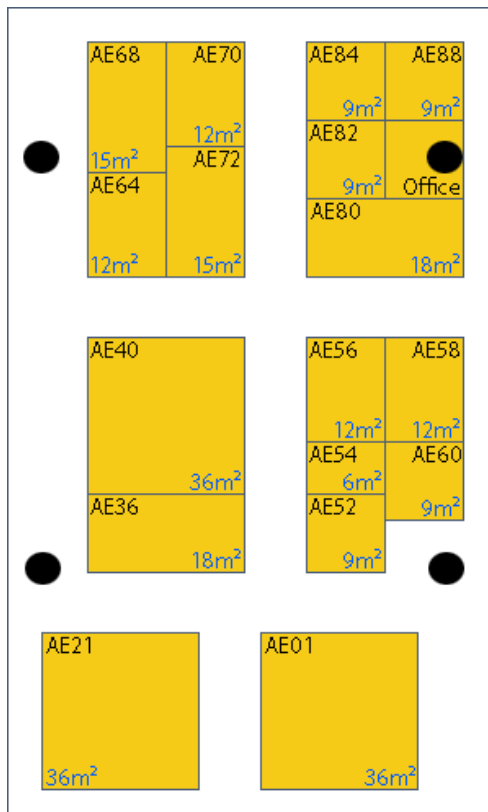 AE68
15m²
AE70
12m²
AE64
12m²
AE72
15m²
AE84
9m²
AE88
9m²
AE82
9m²
Office
AE80
18m²
AE40
36m²
AE36
18m²
AE56
12m²
AE58
12m²
AE54
6m²
AE60
9m²
AE52
9m²
AE21
36m²
AE01
36m²